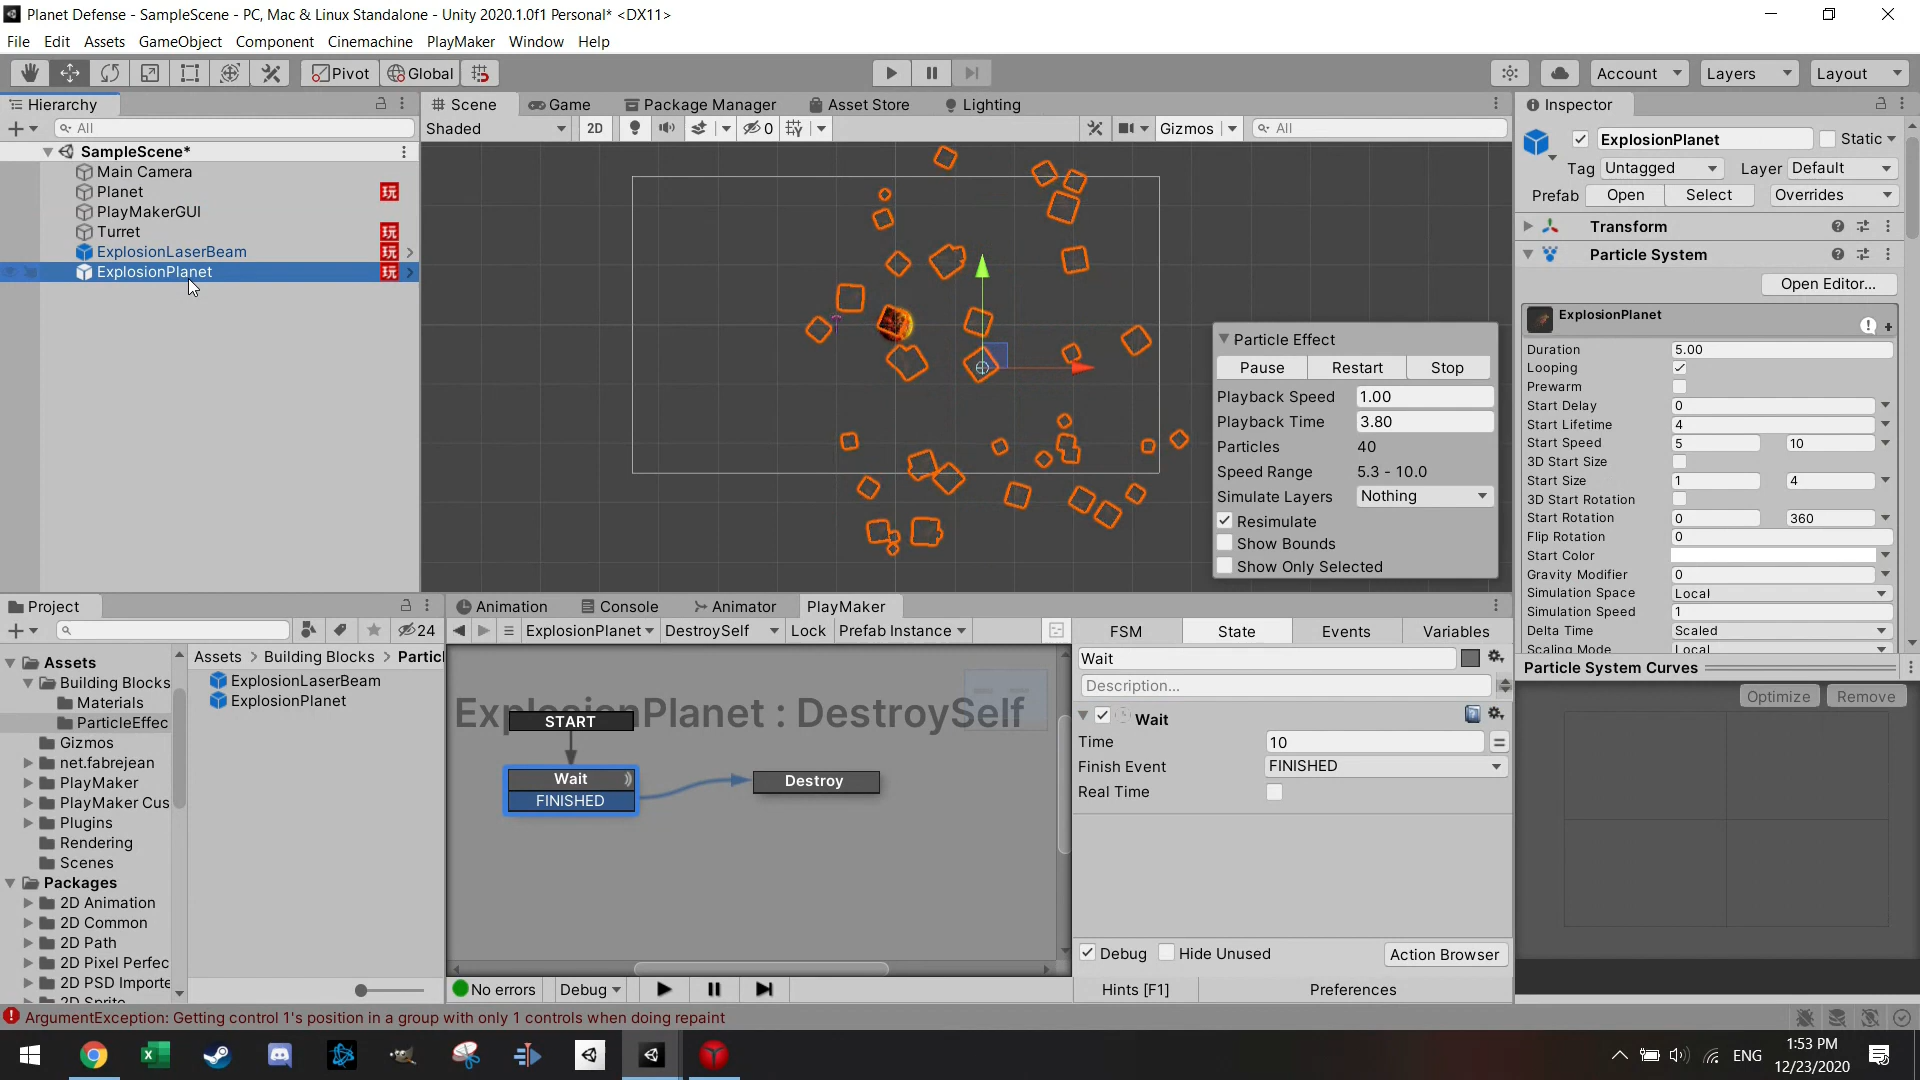 Planet Defense - SampleScene - PC, Mac & Linux Standalone - Unity 2020.1.0f1 Personal* <DX11>
File Edit Assets GameObject Component Cinemachine PlayMaker Window Help
Pivot Global Account Layers Layout
Hierarchy
All
SampleScene*
Main Camera
Planet 玩
PlayMakerGUI
Turret 玩
ExplosionLaserBeam 玩
ExplosionPlanet 玩
Scene Game Package Manager Asset Store Lighting
Shaded 2D 0 Gizmos All
Particle Effect
Pause Restart Stop
Playback Speed 1.00
Playback Time 3.80
Particles 40
Speed Range 5.3 - 10.0
Simulate Layers Nothing
Resimulate
Show Bounds
Show Only Selected
Inspector
ExplosionPlanet Static
Tag Untagged Layer Default
Prefab Open Select Overrides
Transform
Particle System
Open Editor...
ExplosionPlanet
Duration 5.00
Looping
Prewarm
Start Delay 0
Start Lifetime 4
Start Speed 5 10
3D Start Size
Start Size 1 4
3D Start Rotation
Start Rotation 0 360
Flip Rotation 0
Start Color
Gravity Modifier 0
Simulation Space Local
Simulation Speed 1
Delta Time Scaled
Scaling Mode Local
Particle System Curves
Optimize Remove
Project
24
Assets
Building Blocks
Materials
ParticleEffec
Gizmos
net.fabrejean
PlayMaker
PlayMaker Cus
Plugins
Rendering
Scenes
Packages
2D Animation
2D Common
2D Path
2D Pixel Perfec
2D PSD Importe
2D Sprite
Assets > Building Blocks > Particl
ExplosionLaserBeam
ExplosionPlanet
Animation Console Animator PlayMaker
ExplosionPlanet DestroySelf Lock Prefab Instance
ExplosionPlanet : DestroySelf
START
Wait
FINISHED
Destroy
No errors Debug
FSM State Events Variables
Wait
Description...
Wait
Time 10
Finish Event FINISHED
Real Time
Debug Hide Unused Action Browser
Hints [F1] Preferences
ArgumentException: Getting control 1's position in a group with only 1 controls when doing repaint
ENG
1:53 PM
12/23/2020